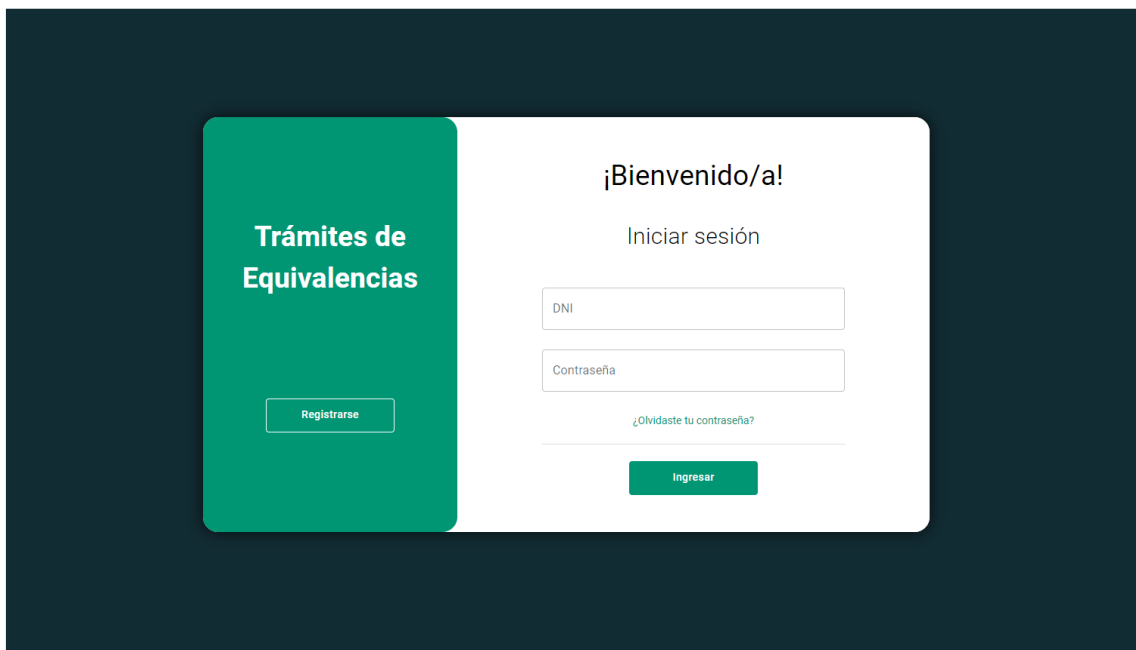 Trámites de
Equivalencias
Registrarse
¡Bienvenido/a!
Iniciar sesión
DNI
Contraseña
¿Olvidaste tu contraseña?
Ingresar